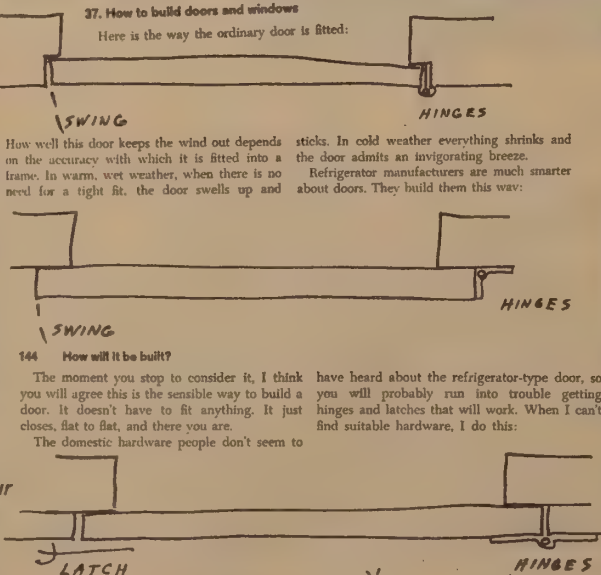 37. How to build doors and windows
Here is the way the ordinary door is fitted:
SWING
HINGES
How well this door keeps the wind out depends
on the accuracy with which it is fitted into a
frame. In warm, wet weather, when there is no
need for a tight fit, the door swells up and
sticks. In cold weather everything shrinks and
the door admits an invigorating breeze.
Refrigerator manufacturers are much smarter
about doors. They build them this way:
HINGES
SWING
144 How will it be built?
The moment you stop to consider it, I think
you will agree this is the sensible way to build a
door. It doesn't have to fit anything. It just
closes, flat to flat, and there you are.
The domestic hardware people don't seem to
have heard about the refrigerator-type door, so
you will probably run into trouble getting
hinges and latches that will work. When I can't
find suitable hardware, I do this:
LATCH
HINGES